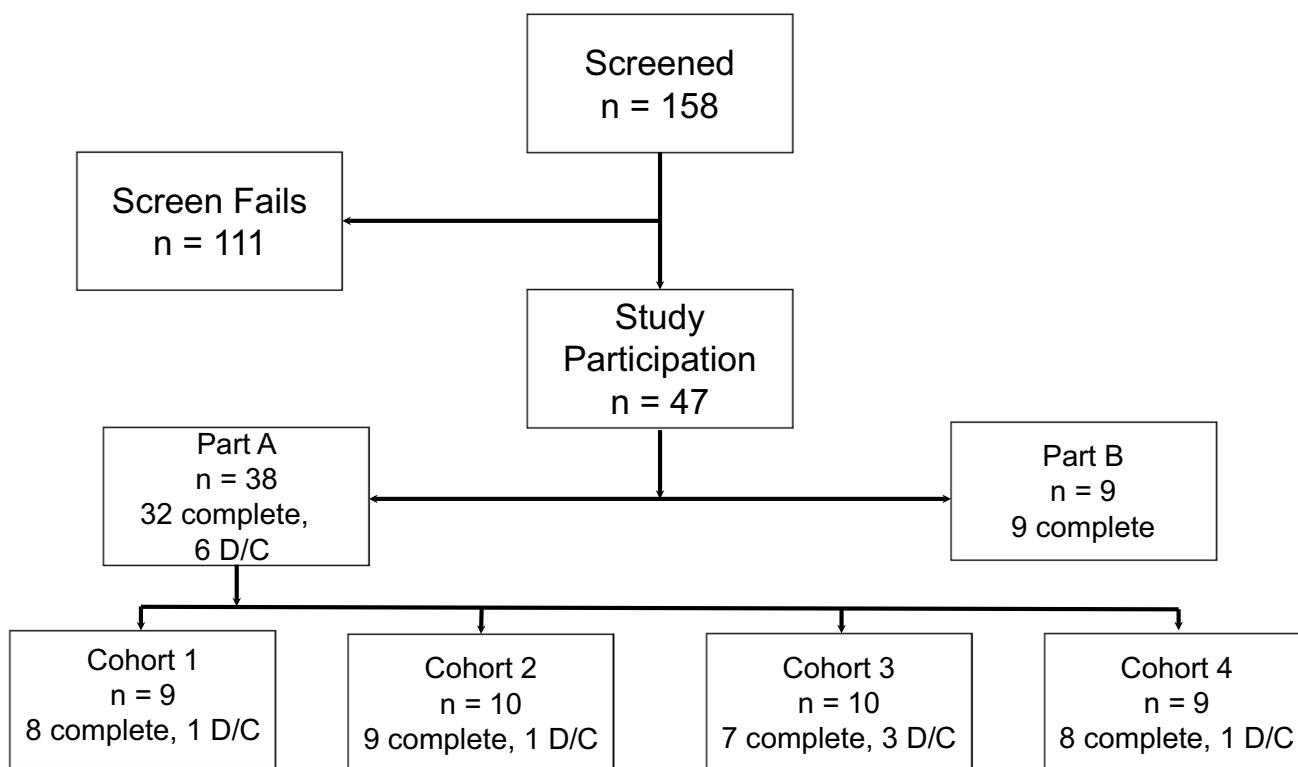 Screened
n = 158
Screen Fails
n = 111
Study
Participation
n = 47
Part A
n = 38
32 complete,
6 D/C
Part B
n = 9
9 complete
Cohort 1
n = 9
8 complete, 1 D/C
Cohort 2
n = 10
9 complete, 1 D/C
Cohort 3
n = 10
7 complete, 3 D/C
Cohort 4
n = 9
8 complete, 1 D/C